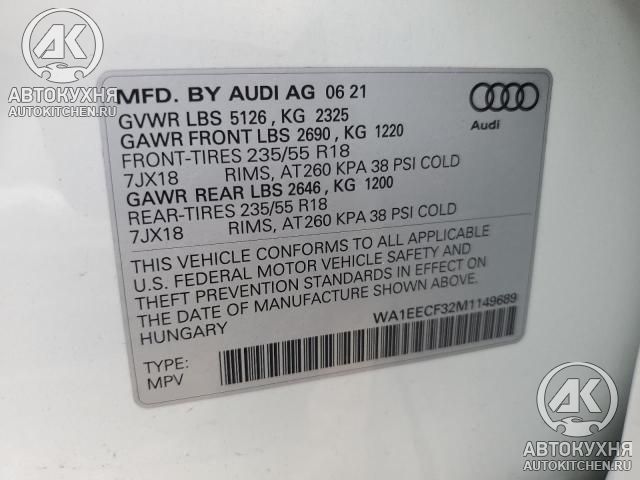 АВТОКУХНЯ
AUTOKITCHEN.RU
MFD. BY AUDI AG 06 21
GVWR LBS 5126, KG 2325
GAWR FRONT LBS 2690, KG 1220
FRONT-TIRES 235/55 R18
7JX18 RIMS, AT260 KPA 38 PSI COLD
GAWR REAR LBS 2646, KG 1200
REAR-TIRES 235/55 R18
7JX18 RIMS, AT260 KPA 38 PSI COLD
Audi
THIS VEHICLE CONFORMS TO ALL APPLICABLE
U.S. FEDERAL MOTOR VEHICLE SAFETY AND
THEFT PREVENTION STANDARDS IN EFFECT ON
THE DATE OF MANUFACTURE SHOWN ABOVE.
HUNGARY WA1EECF32M1149689
TYPE:
MPV
АК
АВТОКУХНЯ
AUTOKITCHEN.RU